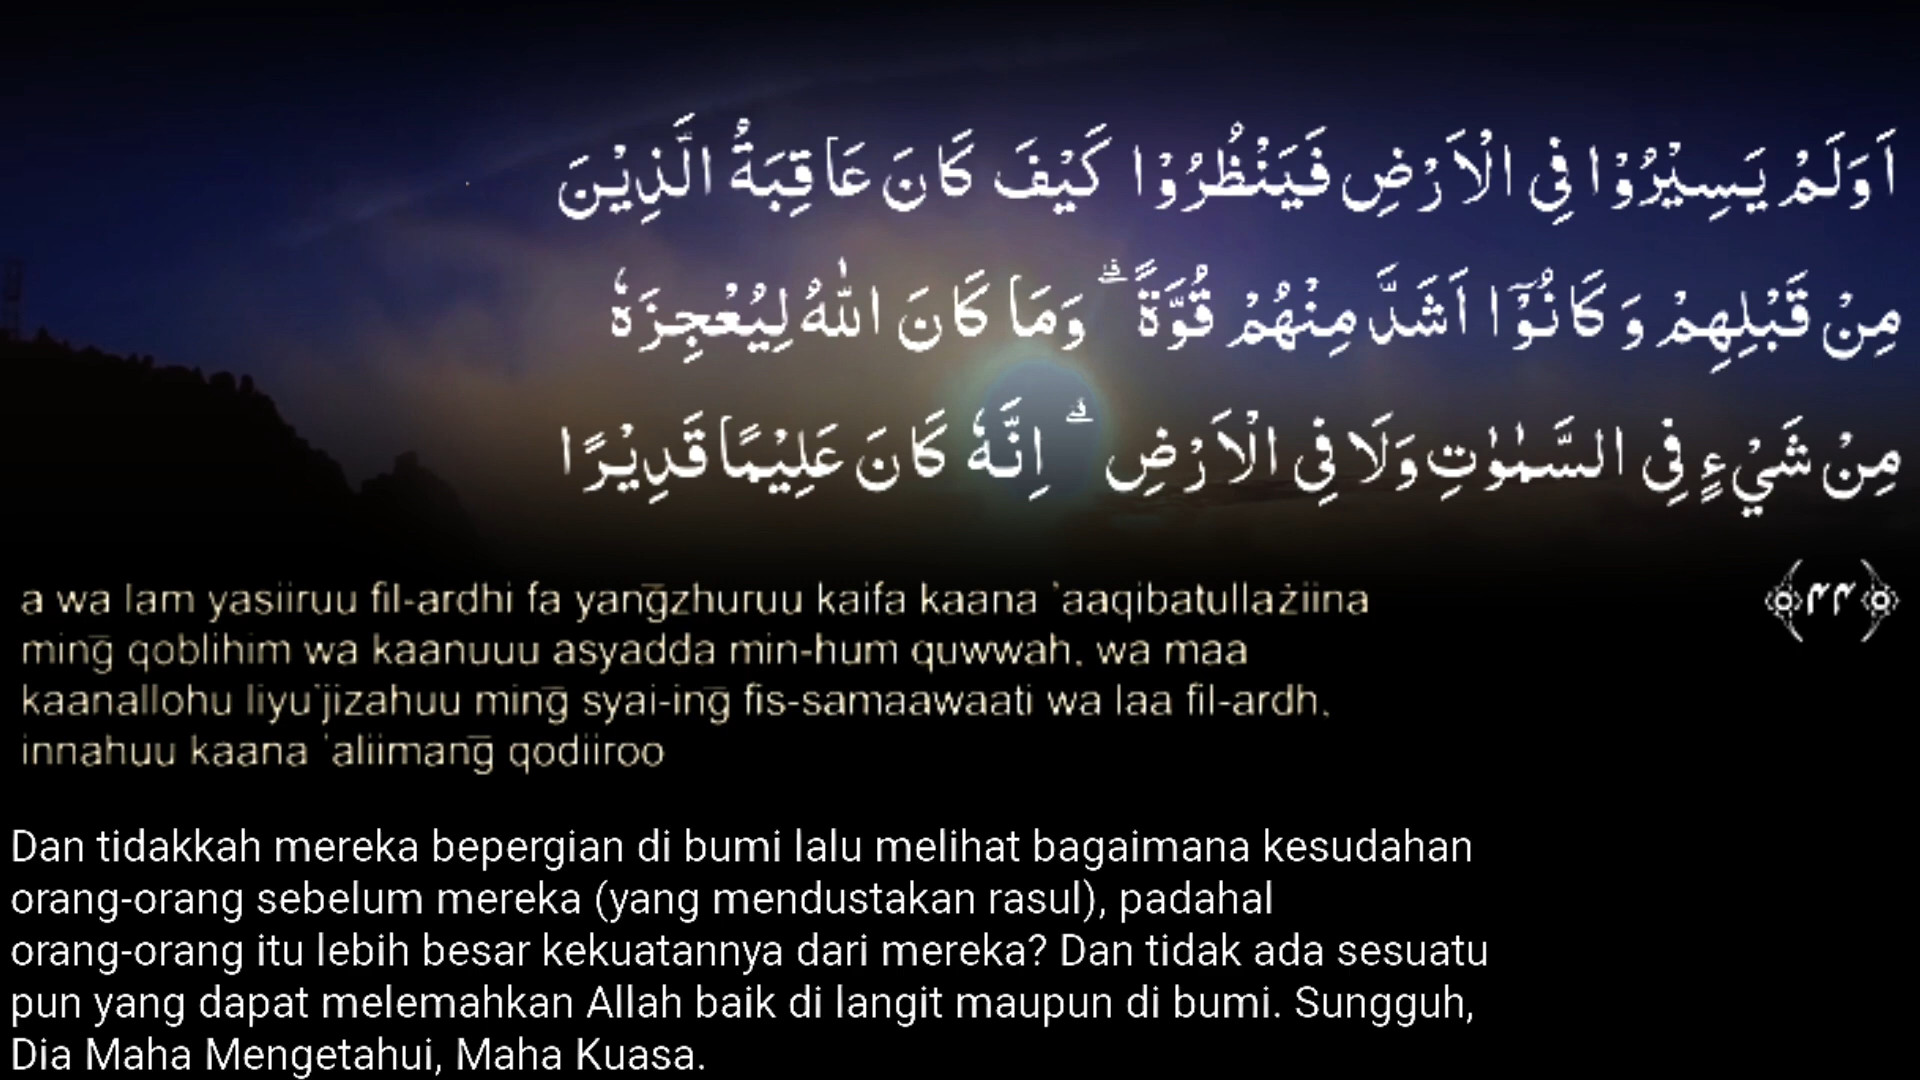 اَوَلَمْ يَسِيْرُوْا فِى الْاَرْضِ فَيَنْظُرُوْا كَيْفَ كَانَ عَاقِبَةُ الَّذِيْنَ
مِنْ قَبْلِهِمْ وَكَانُوْٓا اَشَدَّ مِنْهُمْ قُوَّةً ۗ وَمَا كَانَ اللّٰهُ لِيُعْجِزَهٗ
مِنْ شَيْءٍ فِى السَّمٰوٰتِ وَلَا فِى الْاَرْضِ ۗ اِنَّهٗ كَانَ عَلِيْمًا قَدِيْرًا
﴿٤٤﴾
a wa lam yasiiruu fil-ardhi fa yang̅zhuruu kaifa kaana 'aaqibatullażiina
ming̅ qoblihim wa kaanuuu asyadda min-hum quwwah, wa maa
kaanallohu liyu'jizahuu ming̅ syai-ing̅ fis-samaawaati wa laa fil-ardh,
innahuu kaana 'aliimang̅ qodiiroo
Dan tidakkah mereka bepergian di bumi lalu melihat bagaimana kesudahan
orang-orang sebelum mereka (yang mendustakan rasul), padahal
orang-orang itu lebih besar kekuatannya dari mereka? Dan tidak ada sesuatu
pun yang dapat melemahkan Allah baik di langit maupun di bumi. Sungguh,
Dia Maha Mengetahui, Maha Kuasa.